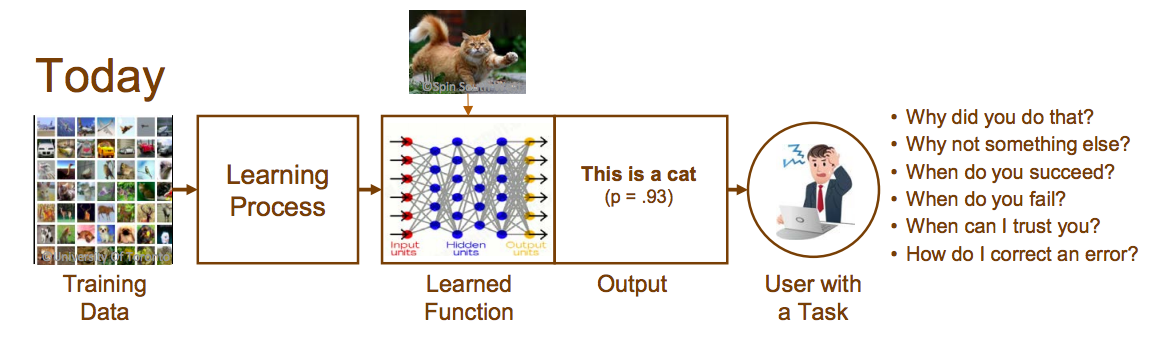 Today
©Spin S
Learning
Process
This is a cat
(p = .93)
Input
units
Hidden
units
Output
units
©University Of Toronto
Training
Data
Learned
Function
Output
User with
a Task
• Why did you do that?
• Why not something else?
• When do you succeed?
• When do you fail?
• When can I trust you?
• How do I correct an error?